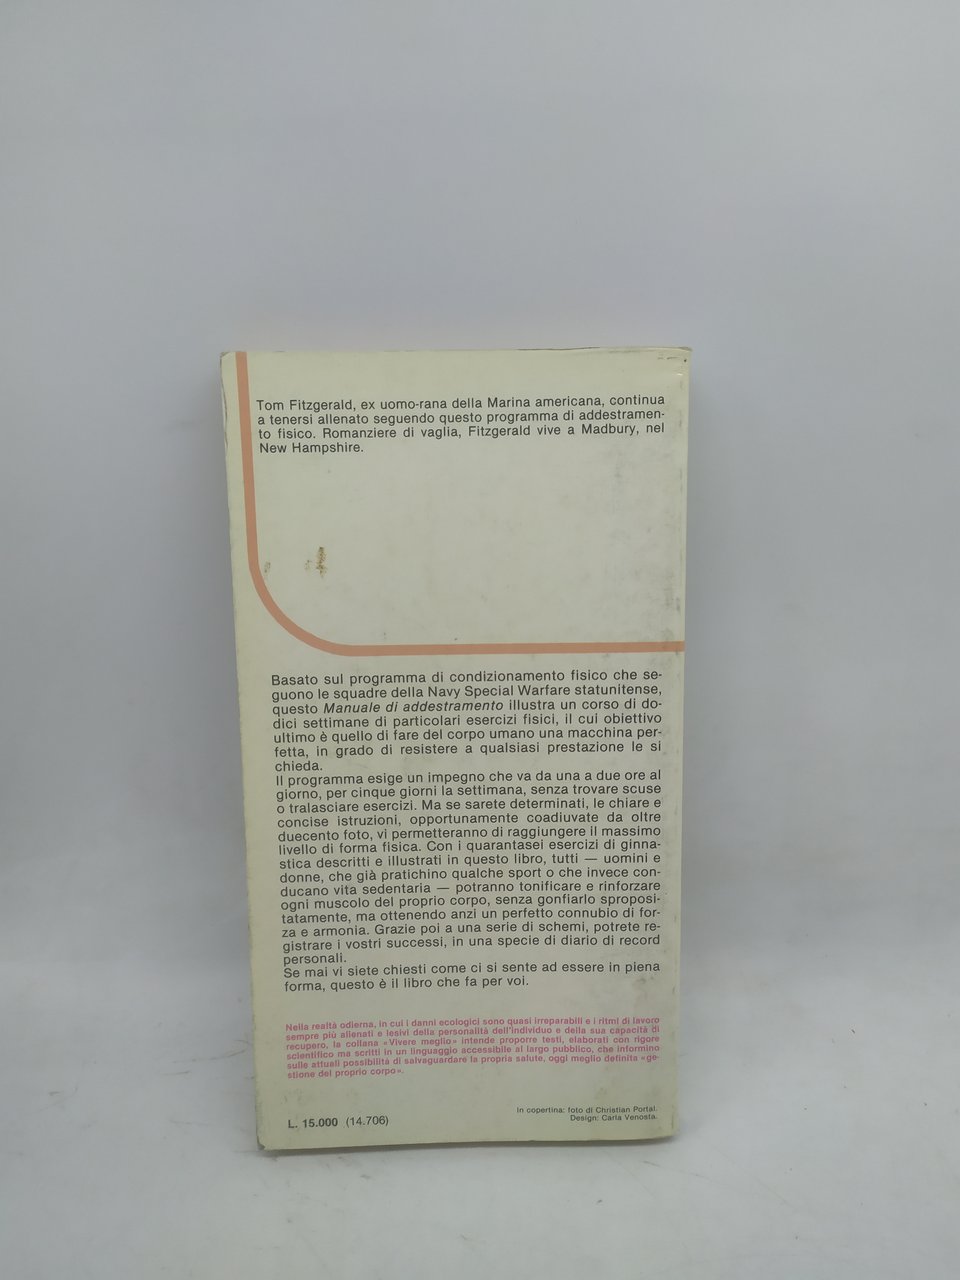 Tom Fitzgerald, ex uomo-rana della Marina americana, continua
a tenersi allenato seguendo questo programma di addestramen-
to fisico. Romanziere di vaglia, Fitzgerald vive a Madbury, nel
New Hampshire.
Basato sul programma di condizionamento fisico che se-
guono le squadre della Navy Special Warfare statunitense,
questo Manuale di addestramento illustra un corso di do-
dici settimane di particolari esercizi fisici, il cui obiettivo
ultimo è quello di fare del corpo umano una macchina per-
fetta, in grado di resistere a qualsiasi prestazione le si
chieda.
Il programma esige un impegno che va da una a due ore al
giorno, per cinque giorni la settimana, senza trovare scuse
o tralasciare esercizi. Ma se sarete determinati, le chiare e
concise istruzioni, opportunamente coadiuvate da oltre
duecento foto, vi permetteranno di raggiungere il massimo
livello di forma fisica. Con i quarantasei esercizi di ginna-
stica descritti e illustrati in questo libro, tutti — uomini e
donne, che già pratichino qualche sport o che invece con-
ducano vita sedentaria — potranno tonificare e rinforzare
ogni muscolo del proprio corpo, senza gonfiarlo sproposi-
tatamente, ma ottenendo anzi un perfetto connubio di for-
za e armonia. Grazie poi a una serie di schemi, potrete re-
gistrare i vostri successi, in una specie di diario di record
personali.
Se mai vi siete chiesti come ci si sente ad essere in piena
forma, questo è il libro che fa per voi.
Nella realtà odierna, in cui i danni ecologici sono quasi irreparabili e i ritmi di lavoro
sempre più alienati e lesivi della personalità dell'individuo e della sua capacità di
recupero, la collana «Vivere meglio» intende proporre testi, elaborati con rigore
scientifico ma scritti in un linguaggio accessibile al largo pubblico, che informino
sulle attuali possibilità di salvaguardare la propria salute, oggi meglio definita «ge-
stione del proprio corpo».
In copertina: foto di Christian Portal.
Design: Carla Venosta.
L. 15.000 (14.706)